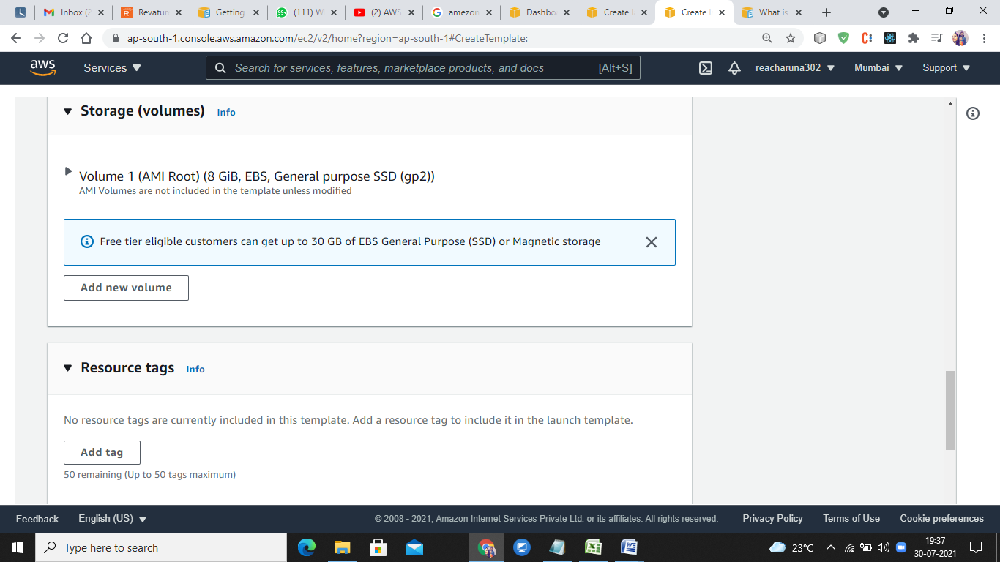 Inbox (2
Revatur
Getting
99+
(111) W
(2) AWS
amezon
Dashbo
Create l
Create l
What is
ap-south-1.console.aws.amazon.com/ec2/v2/home?region=ap-south-1#CreateTemplate:
aws
Services
Search for services, features, marketplace products, and docs
[Alt+S]
reacharuna302
Mumbai
Support
Storage (volumes) Info
Volume 1 (AMI Root) (8 GiB, EBS, General purpose SSD (gp2))
AMI Volumes are not included in the template unless modified
Free tier eligible customers can get up to 30 GB of EBS General Purpose (SSD) or Magnetic storage
Add new volume
Resource tags Info
No resource tags are currently included in this template. Add a resource tag to include it in the launch template.
Add tag
50 remaining (Up to 50 tags maximum)
Feedback
English (US)
© 2008 - 2021, Amazon Internet Services Private Ltd. or its affiliates. All rights reserved.
Privacy Policy
Terms of Use
Cookie preferences
Type here to search
23°C
19:37
30-07-2021